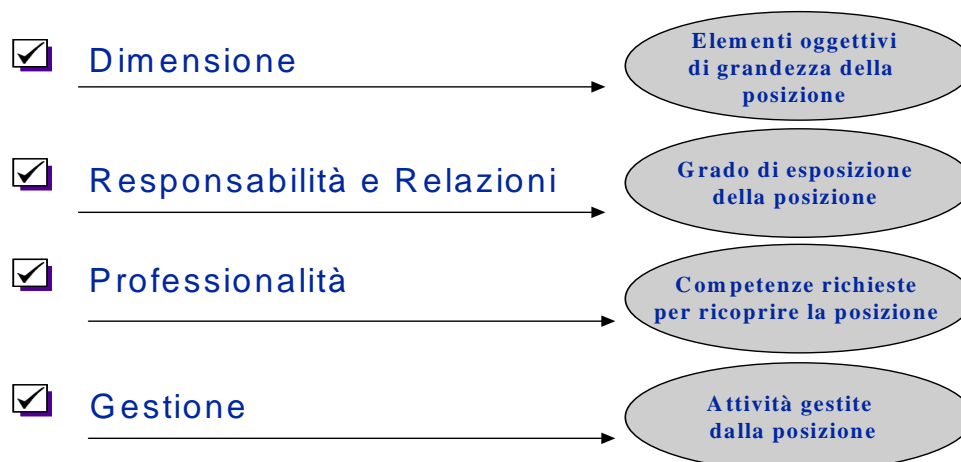 Dimensione
Elementi oggettivi
di grandezza della
posizione
Responsabilità e Relazioni
Grado di esposizione
della posizione
Professionalità
Competenze richieste
per ricoprire la posizione
Gestione
Attività gestite
dalla posizione